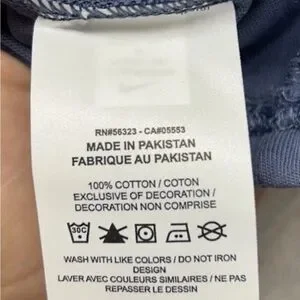 RN#56323 - CA#05553
MADE IN PAKISTAN
FABRIQUE AU PAKISTAN
100% COTTON / COTON
EXCLUSIVE OF DECORATION /
DECORATION NON COMPRISE
30C
WASH WITH LIKE COLORS / DO NOT IRON
DESIGN
LAVER AVEC COULEURS SIMILAIRES / NE PAS
REPASSER LE DESSIN